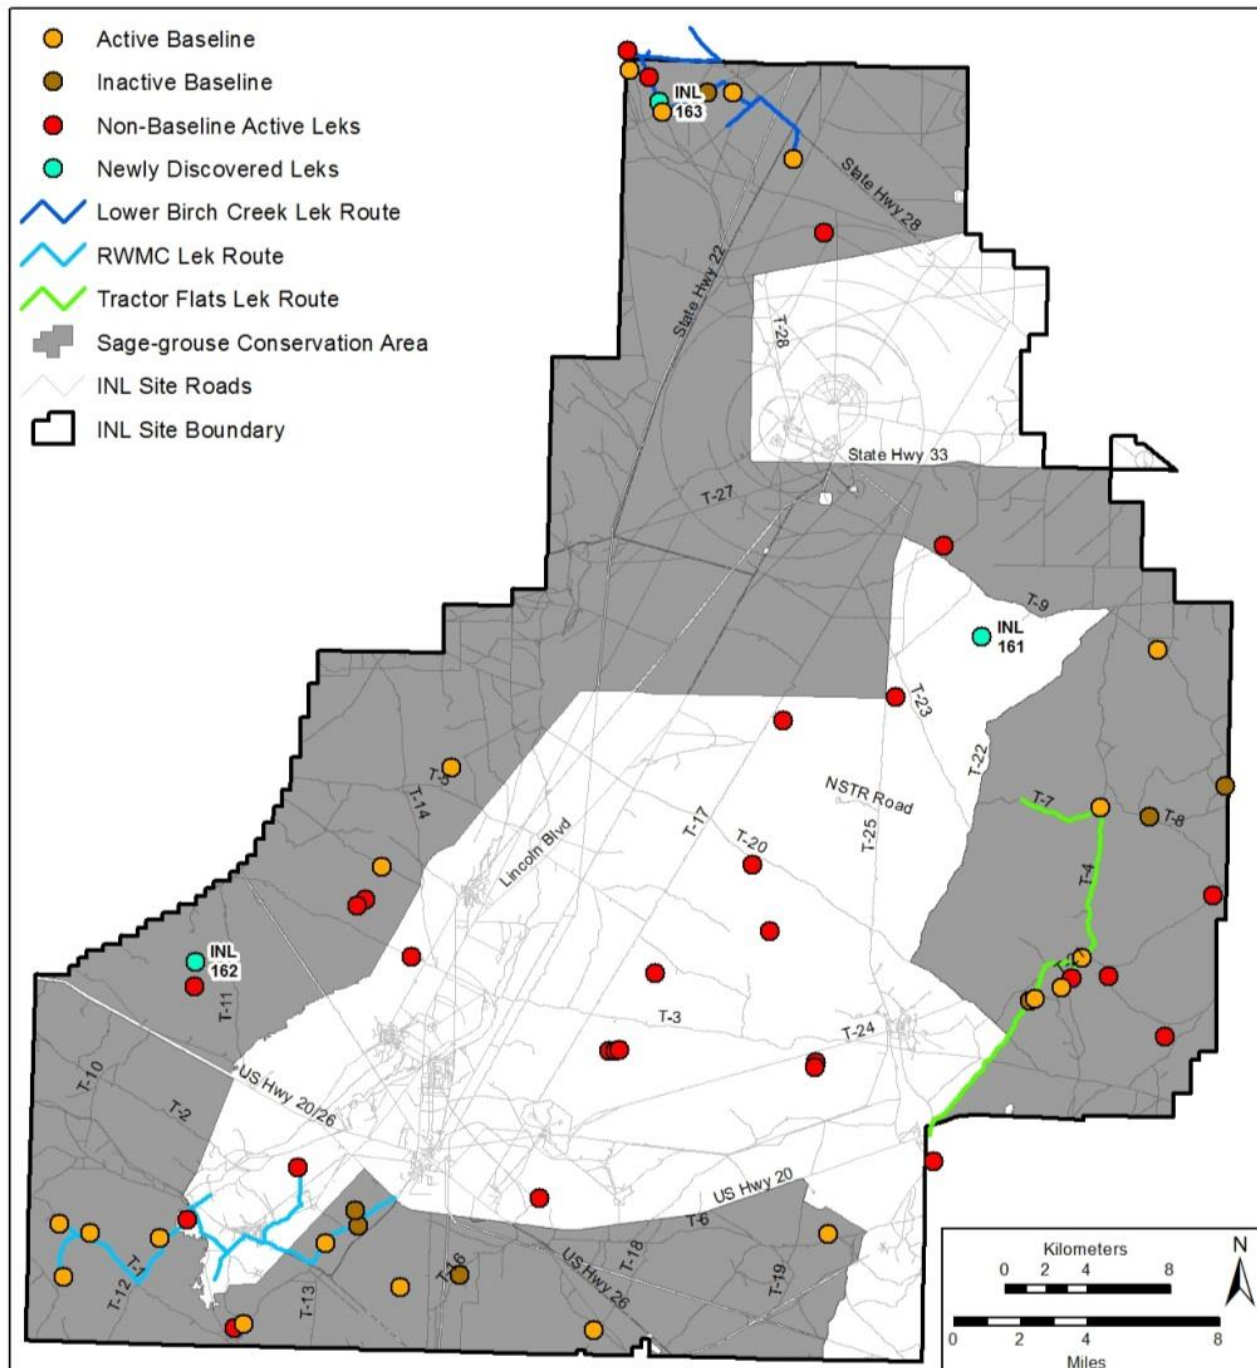 Active Baseline
Inactive Baseline
Non-Baseline Active Leks
Newly Discovered Leks
Lower Birch Creek Lek Route
RWMC Lek Route
Tractor Flats Lek Route
Sage-grouse Conservation Area
INL Site Roads
INL Site Boundary
INL
163
State Hwy 28
State Hwy 22
T-28
State Hwy 33
T-27
T-9
INL
161
T-23
T-22
T-5
T-14
NSTR Road
T-7
T-8
T-17
T-20
T-25
Lincoln Blvd
T-4
INL
162
T-11
T-3
T-24
T-10
T-2
US Hwy 20/26
US Hwy 20
T-6
T-1
T-12
T-13
T-16
US Hwy 26
T-18
T-19
Kilometers
0 2 4 8
N
0 2 4 8
Miles